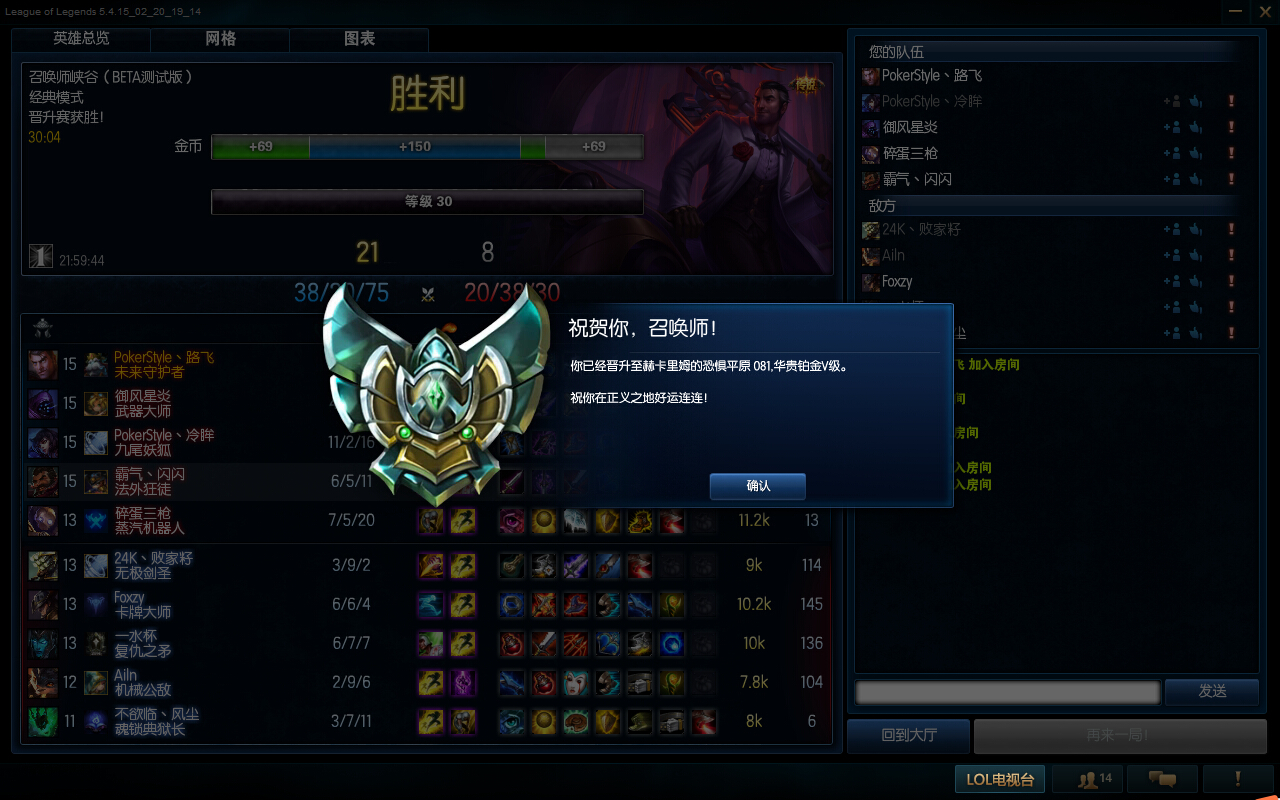 League of Legends 5.4.15_02_20_19_14
英雄总览
网格
图表
召唤师峡谷（BETA测试版）
经典模式
晋升赛获胜!
30:04
胜利
传说
金币
+69
+150
+69
等级 30
1
21:59:44
21
8
20/38/30
祝贺你，召唤师!
你已经晋升至赫卡里姆的恐惧平原 081,华贵铂金V级。
祝你在正义之地好运连连!
确认
15
PokerStyle、路飞
未来守护者
15
御风星炎
武器大师
15
PokerStyle、冷眸
九尾妖狐
11/2/16
15
霸气、闪闪
法外狂徒
6/5/11
13
碎蛋三枪
蒸汽机器人
7/5/20
11.2k
13
13
24K、败家籽
无极剑圣
3/9/2
9k
114
13
Foxzy
卡牌大师
6/6/4
10.2k
145
13
一水杯
复仇之矛
6/7/7
10k
136
12
Ailn
机械公敌
2/9/6
7.8k
104
11
不欲临、风尘
魂锁典狱长
3/7/11
8k
6
您的队伍
PokerStyle、路飞
PokerStyle、冷眸
御风星炎
碎蛋三枪
霸气、闪闪
敌方
24K、败家籽
Ailn
Foxzy
尘
飞 加入房间
间
房间
入房间
入房间
发送
回到大厅
再来一局!
LOL电视台
14